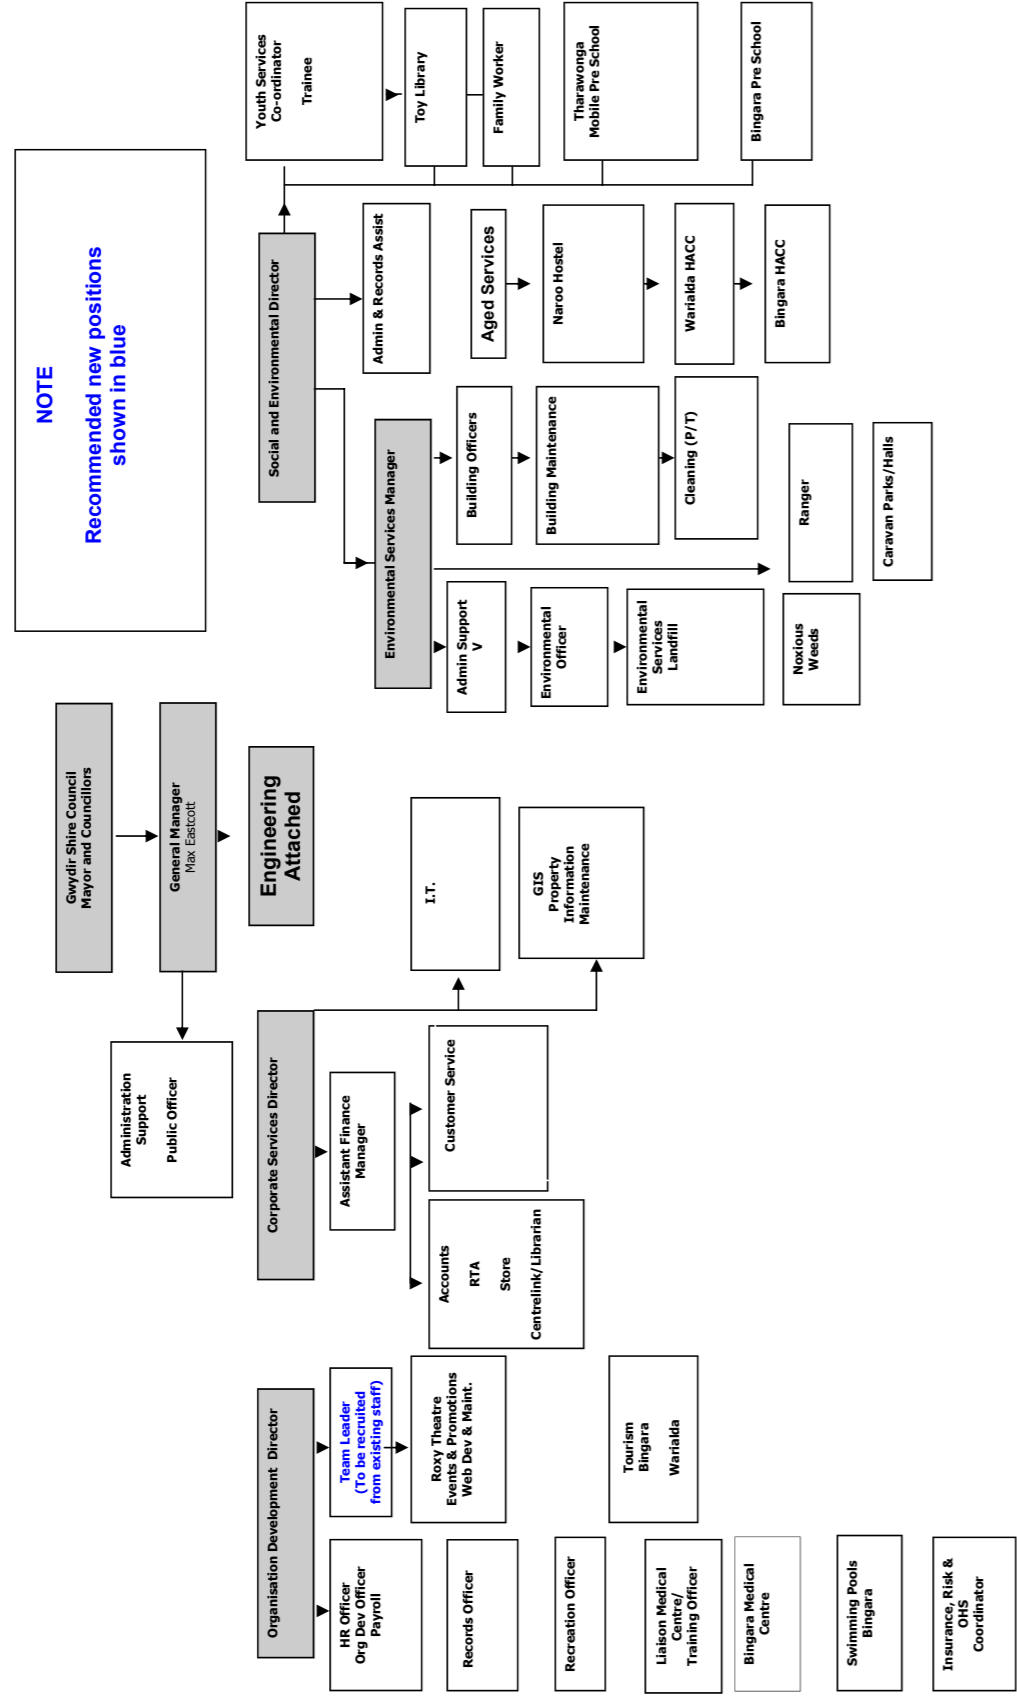 NOTE
Recommended new positions
shown in blue
Gwydir Shire Council
Mayor and Councillors
General Manager
Max Eastcott
Administration
Support
Public Officer
Engineering
Attached
Organisation Development  Director
HR Officer
Org Dev Officer
Payroll
Records Officer
Recreation Officer
Liaison Medical
Centre/
Training Officer
Bingara Medical
Centre
Swimming Pools
Bingara
Insurance, Risk &
OHS
Coordinator
Team Leader
(To be recruited
from existing staff)
Roxy Theatre
Events & Promotions
Web Dev & Maint.
Tourism
Bingara
Warialda
Corporate Services Director
Assistant Finance
Manager
Accounts
RTA
Store
Centrelink/Librarian
Customer Service
I.T.
GIS
Property
Information
Maintenance
Social and Environmental Director
Environmental Services Manager
Admin Support
V
Environmental
Officer
Environmental
Services
Landfill
Noxious
Weeds
Building Officers
Building Maintenance
Cleaning (P/T)
Ranger
Caravan Parks/Halls
Admin & Records Assist
Aged Services
Naroo Hostel
Warialda HACC
Bingara HACC
Youth Services
Co-ordinator
Trainee
Toy Library
Family Worker
Tharawonga
Mobile Pre School
Bingara Pre School